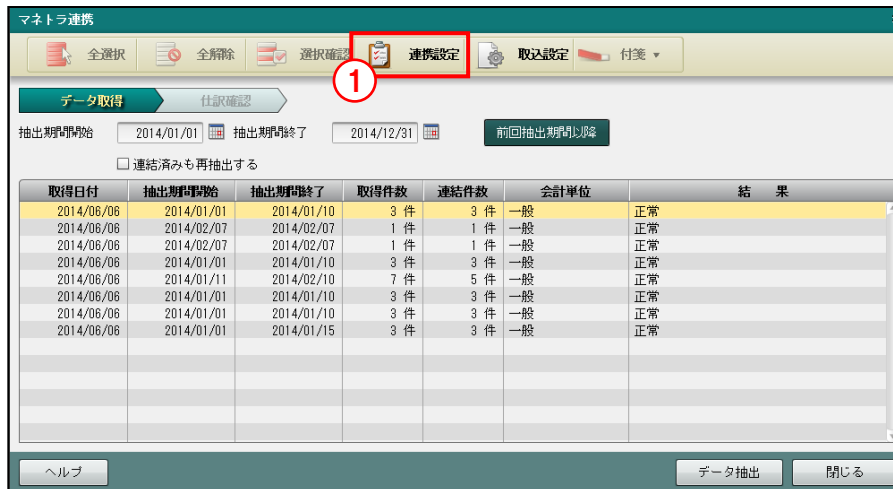 マネトラ連携
全選択 全解除 選択確認 連携設定 取込設定 付箋
1
データ取得 仕訳確認
抽出期間開始 2014/01/01 抽出期間終了 2014/12/31 前回抽出期間以降
連結済みも再抽出する
取得日付 抽出期間開始 抽出期間終了 取得件数 連結件数 会計単位 結 果
2014/06/06 2014/01/01 2014/01/10 3 件 3 件 一般 正常
2014/06/06 2014/02/07 2014/02/07 1 件 1 件 一般 正常
2014/06/06 2014/02/07 2014/02/07 1 件 1 件 一般 正常
2014/06/06 2014/01/01 2014/01/10 3 件 3 件 一般 正常
2014/06/06 2014/01/11 2014/02/10 7 件 5 件 一般 正常
2014/06/06 2014/01/01 2014/01/10 3 件 3 件 一般 正常
2014/06/06 2014/01/01 2014/01/10 3 件 3 件 一般 正常
2014/06/06 2014/01/01 2014/01/15 3 件 3 件 一般 正常
ヘルプ データ抽出 閉じる